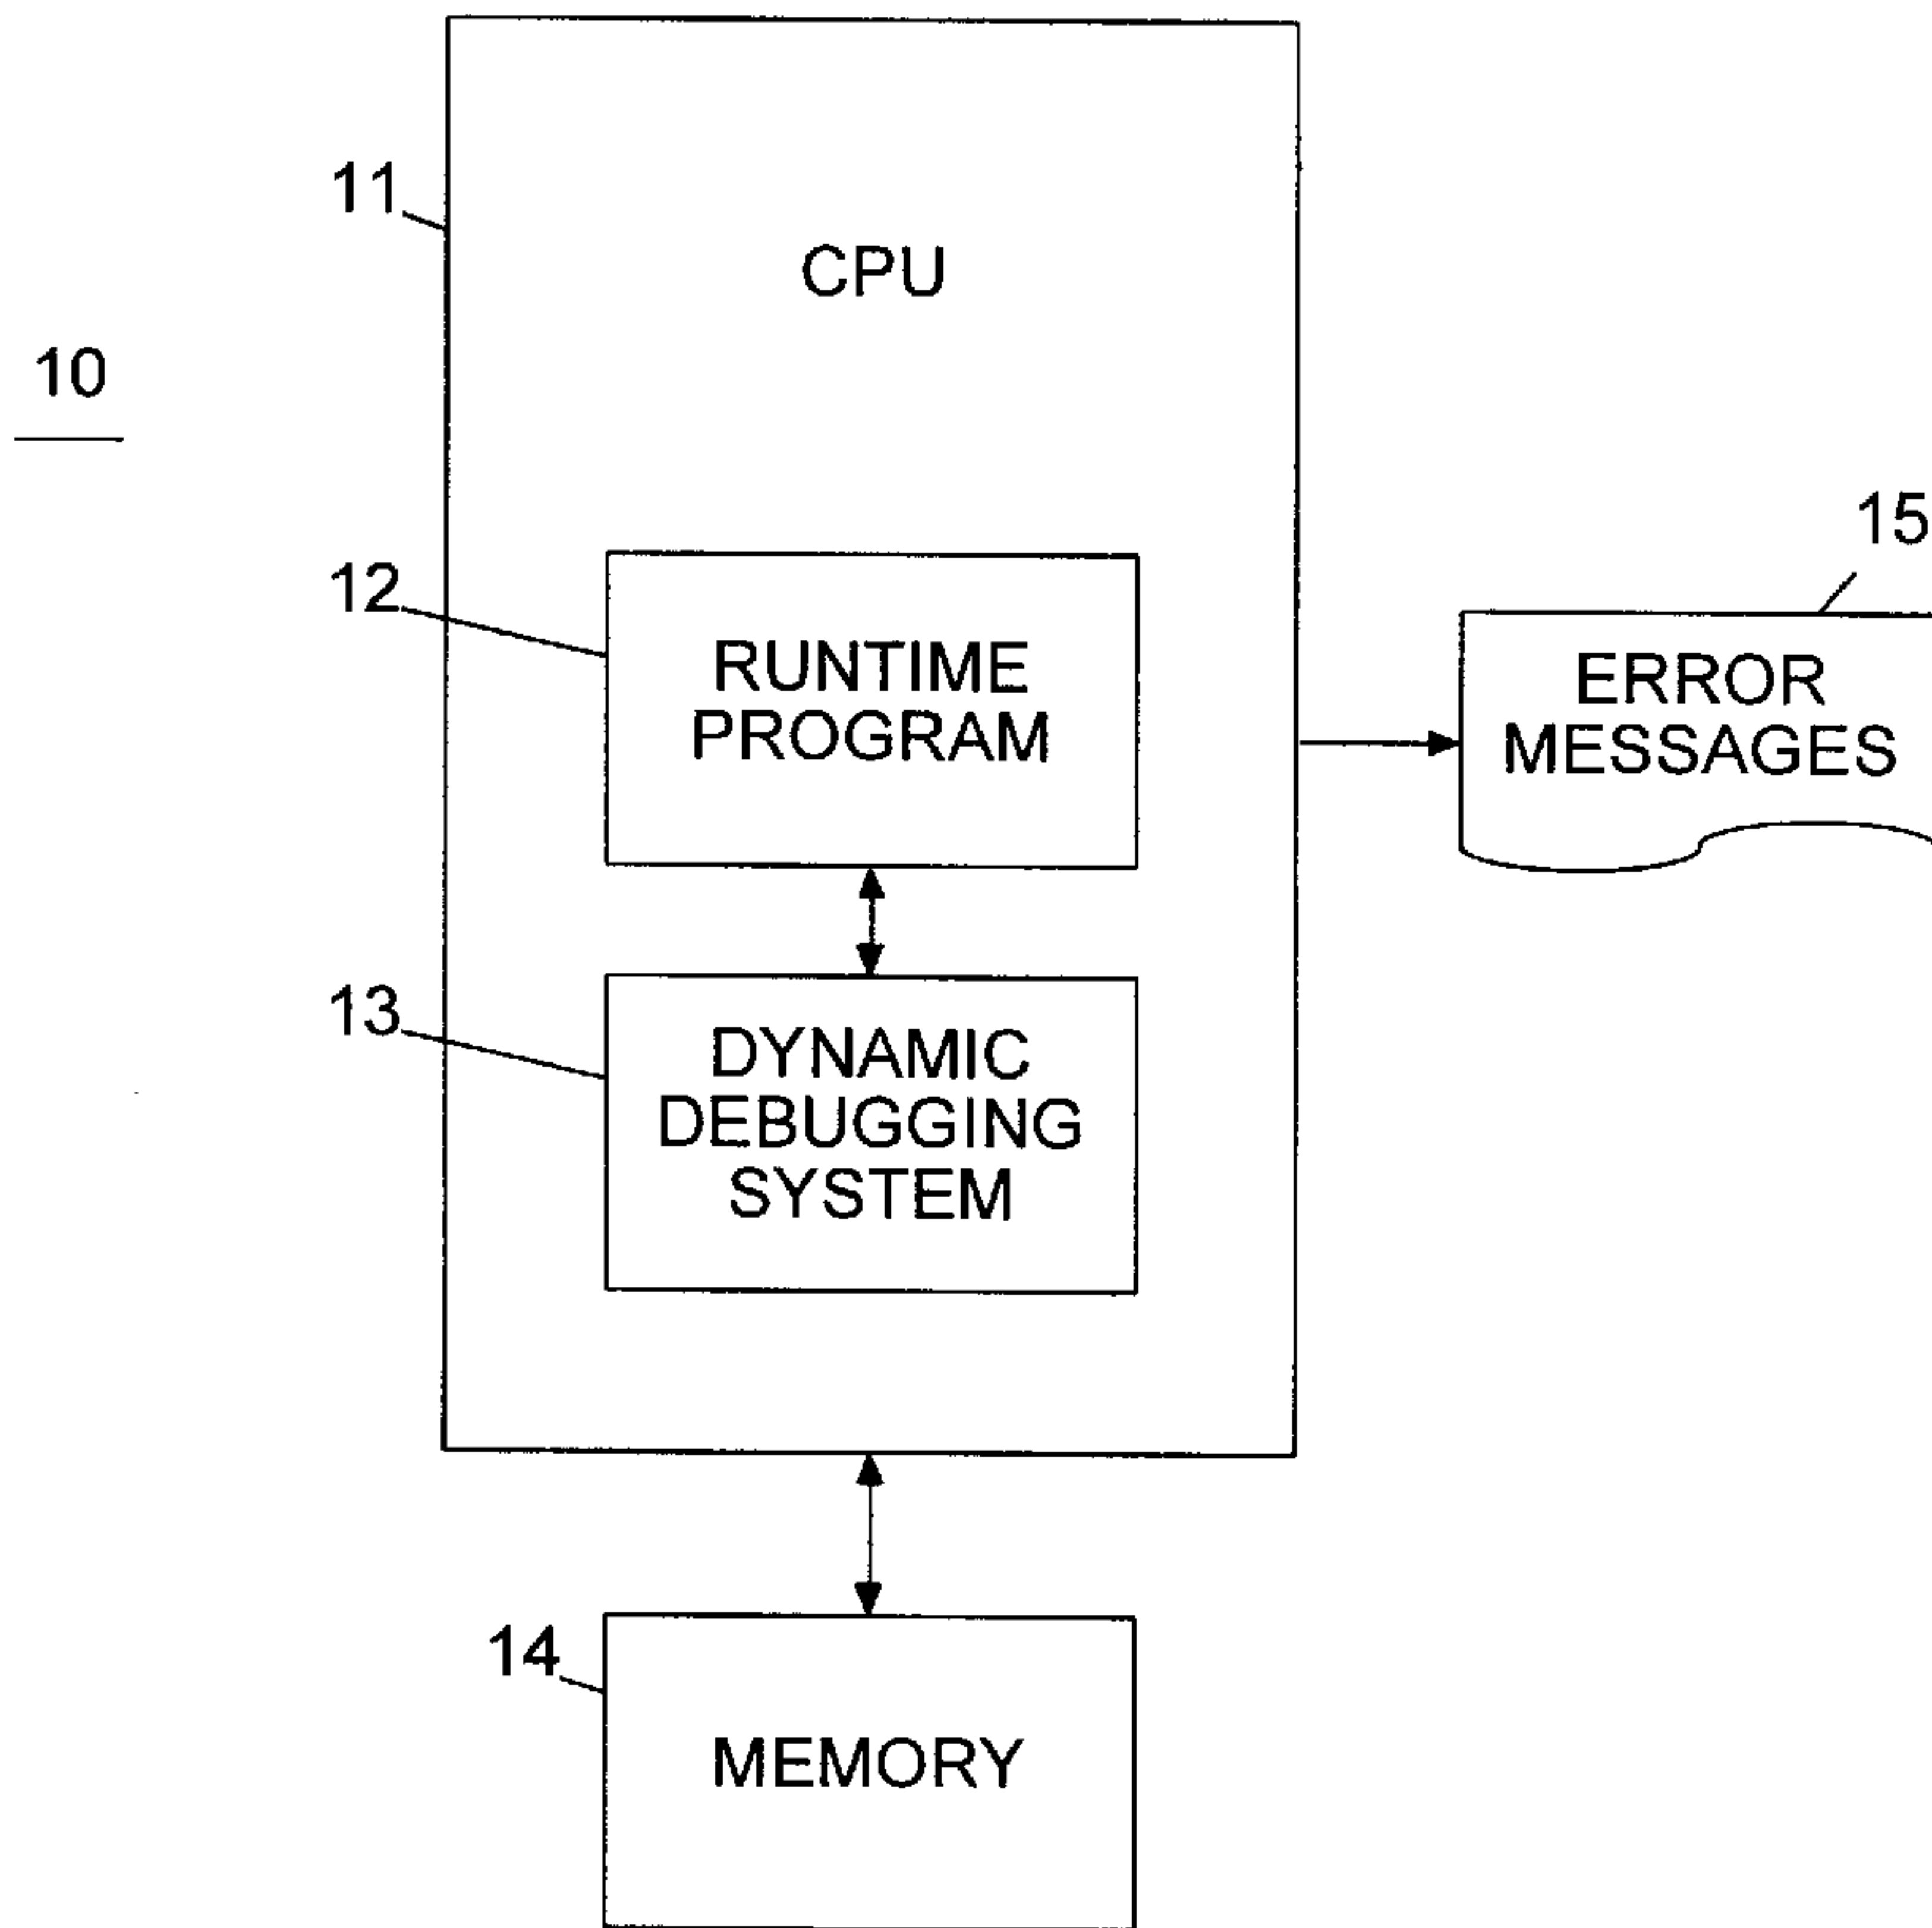 11
CPU
10
15
12
RUNTIME
PROGRAM
ERROR
MESSAGES
13
DYNAMIC
DEBUGGING
SYSTEM
14
MEMORY